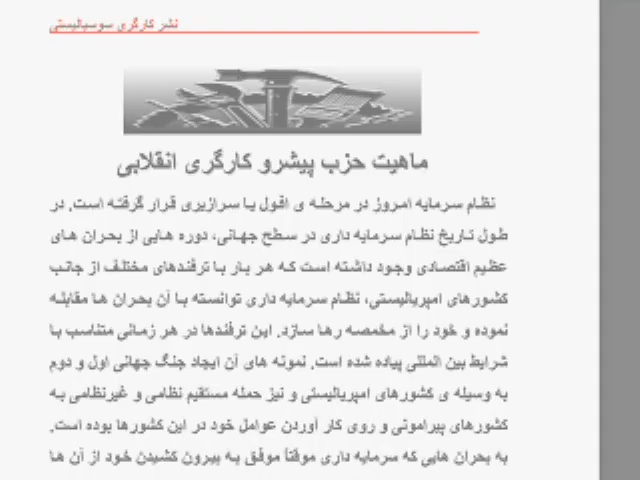 نشر کارگری سوسیالیستی
ماهیت حزب پیشرو کارگری انقلابی
نظام سرمایه امروز در مرحله ی افول یا سرازیری قرار گرفته است. در
طول تاریخ نظام سرمایه داری در سطح جهانی، دوره هایی از بحران های
عظیم اقتصادی وجود داشته است که هر بار با ترفندهای مختلف از جانب
کشورهای امپریالیستی، نظام سرمایه داری توانسته با آن بحران ها مقابله
نموده و خود را از مخمصه رها سازد. این ترفندها در هر زمانی متناسب با
شرایط بین المللی پیاده شده است. نمونه های آن ایجاد جنگ جهانی اول و دوم
به وسیله ی کشورهای امپریالیستی و نیز حمله مستقیم نظامی و غیرنظامی به
کشورهای پیرامونی و روی کار آوردن عوامل خود در این کشورها بوده است.
به بحران هایی که سرمایه داری موقتاً موفق به بیرون کشیدن خود از آن ها